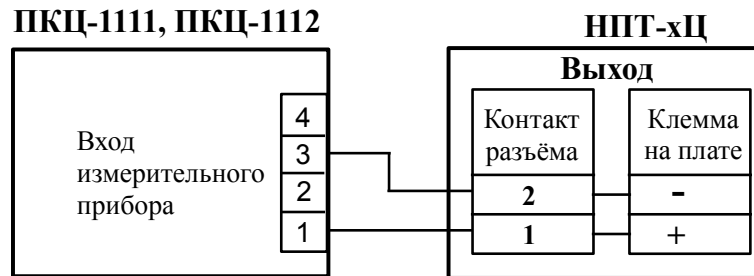 ПКЦ-1111, ПКЦ-1112
Вход
измерительного
прибора
4
3
2
1
НПТ-хЦ
Выход
Контакт
разъёма
Клемма
на плате
2
-
1
+